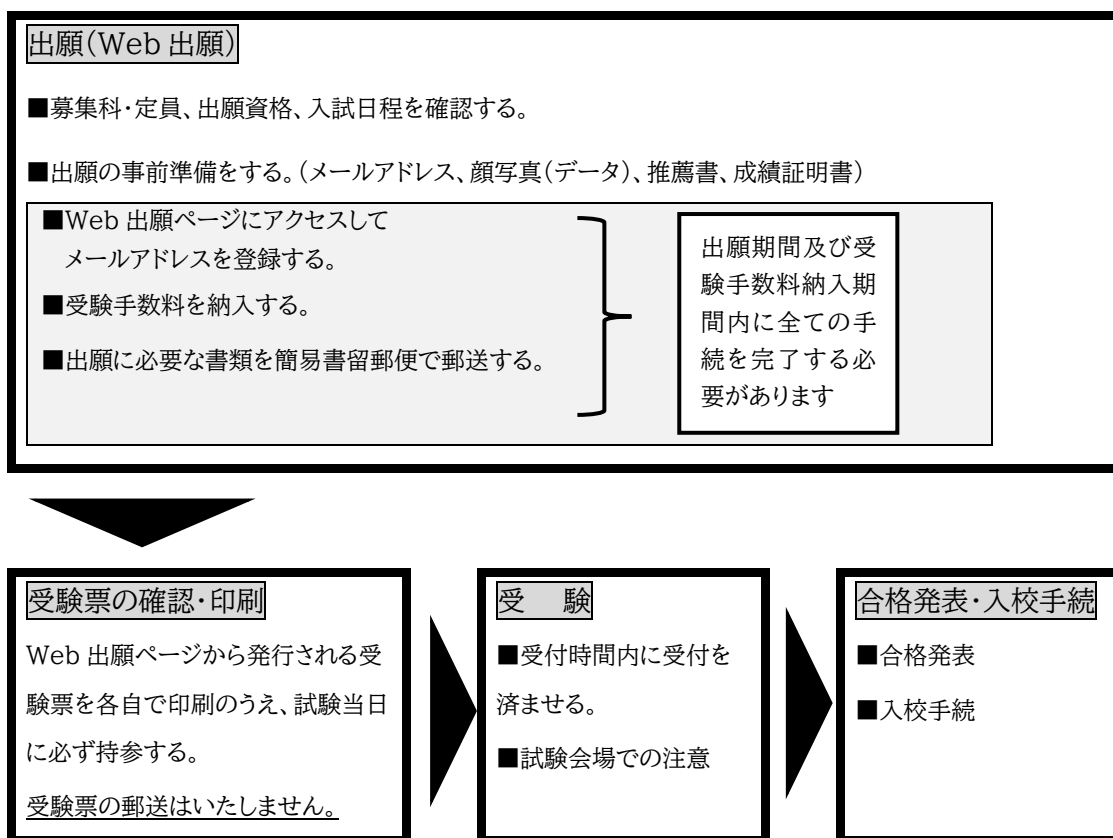 出願(Web 出願)
■募集科・定員、出願資格、入試日程を確認する。
■出願の事前準備をする。(メールアドレス、顔写真(データ)、推薦書、成績証明書)
■Web 出願ページにアクセスして
メールアドレスを登録する。
■受験手数料を納入する。
■出願に必要な書類を簡易書留郵便で郵送する。
出願期間及び受
験手数料納入期
間内に全ての手
続を完了する必
要があります
受験票の確認・印刷
Web 出願ページから発行される受
験票を各自で印刷のうえ、試験当日
に必ず持参する。
受験票の郵送はいたしません。
受　験
■受付時間内に受付を
済ませる。
■試験会場での注意
合格発表・入校手続
■合格発表
■入校手続